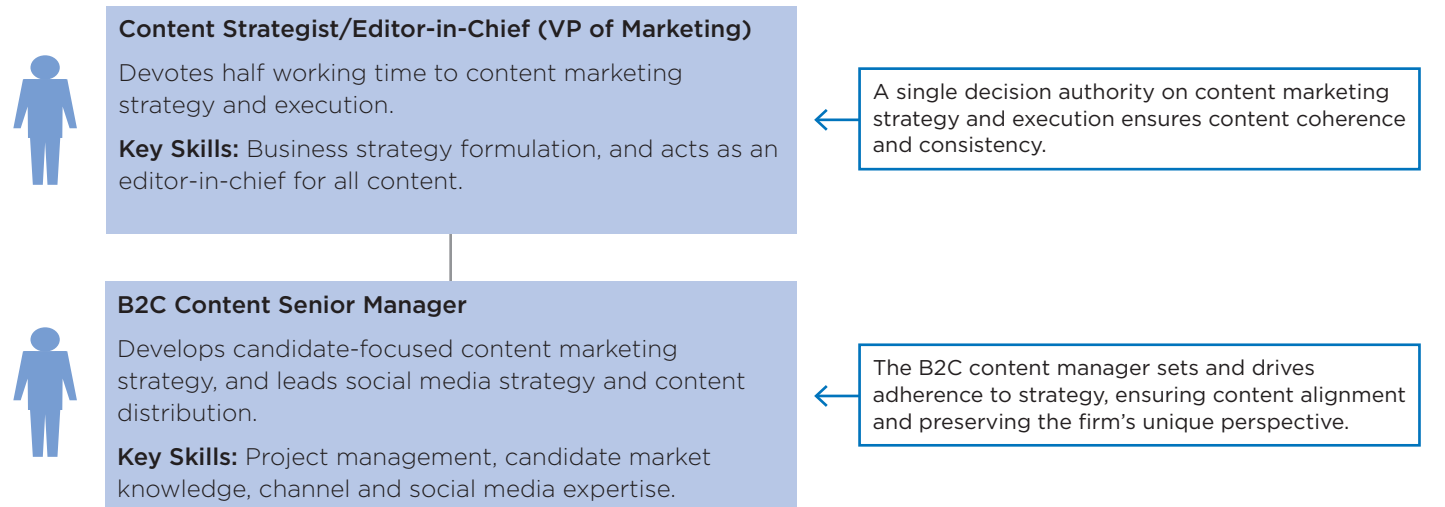 Content Strategist/Editor-in-Chief (VP of Marketing)
Devotes half working time to content marketing
strategy and execution.
Key Skills: Business strategy formulation, and acts as an
editor-in-chief for all content.
A single decision authority on content marketing
strategy and execution ensures content coherence
and consistency.
B2C Content Senior Manager
Develops candidate-focused content marketing
strategy, and leads social media strategy and content
distribution.
Key Skills: Project management, candidate market
knowledge, channel and social media expertise.
The B2C content manager sets and drives
adherence to strategy, ensuring content alignment
and preserving the firm’s unique perspective.